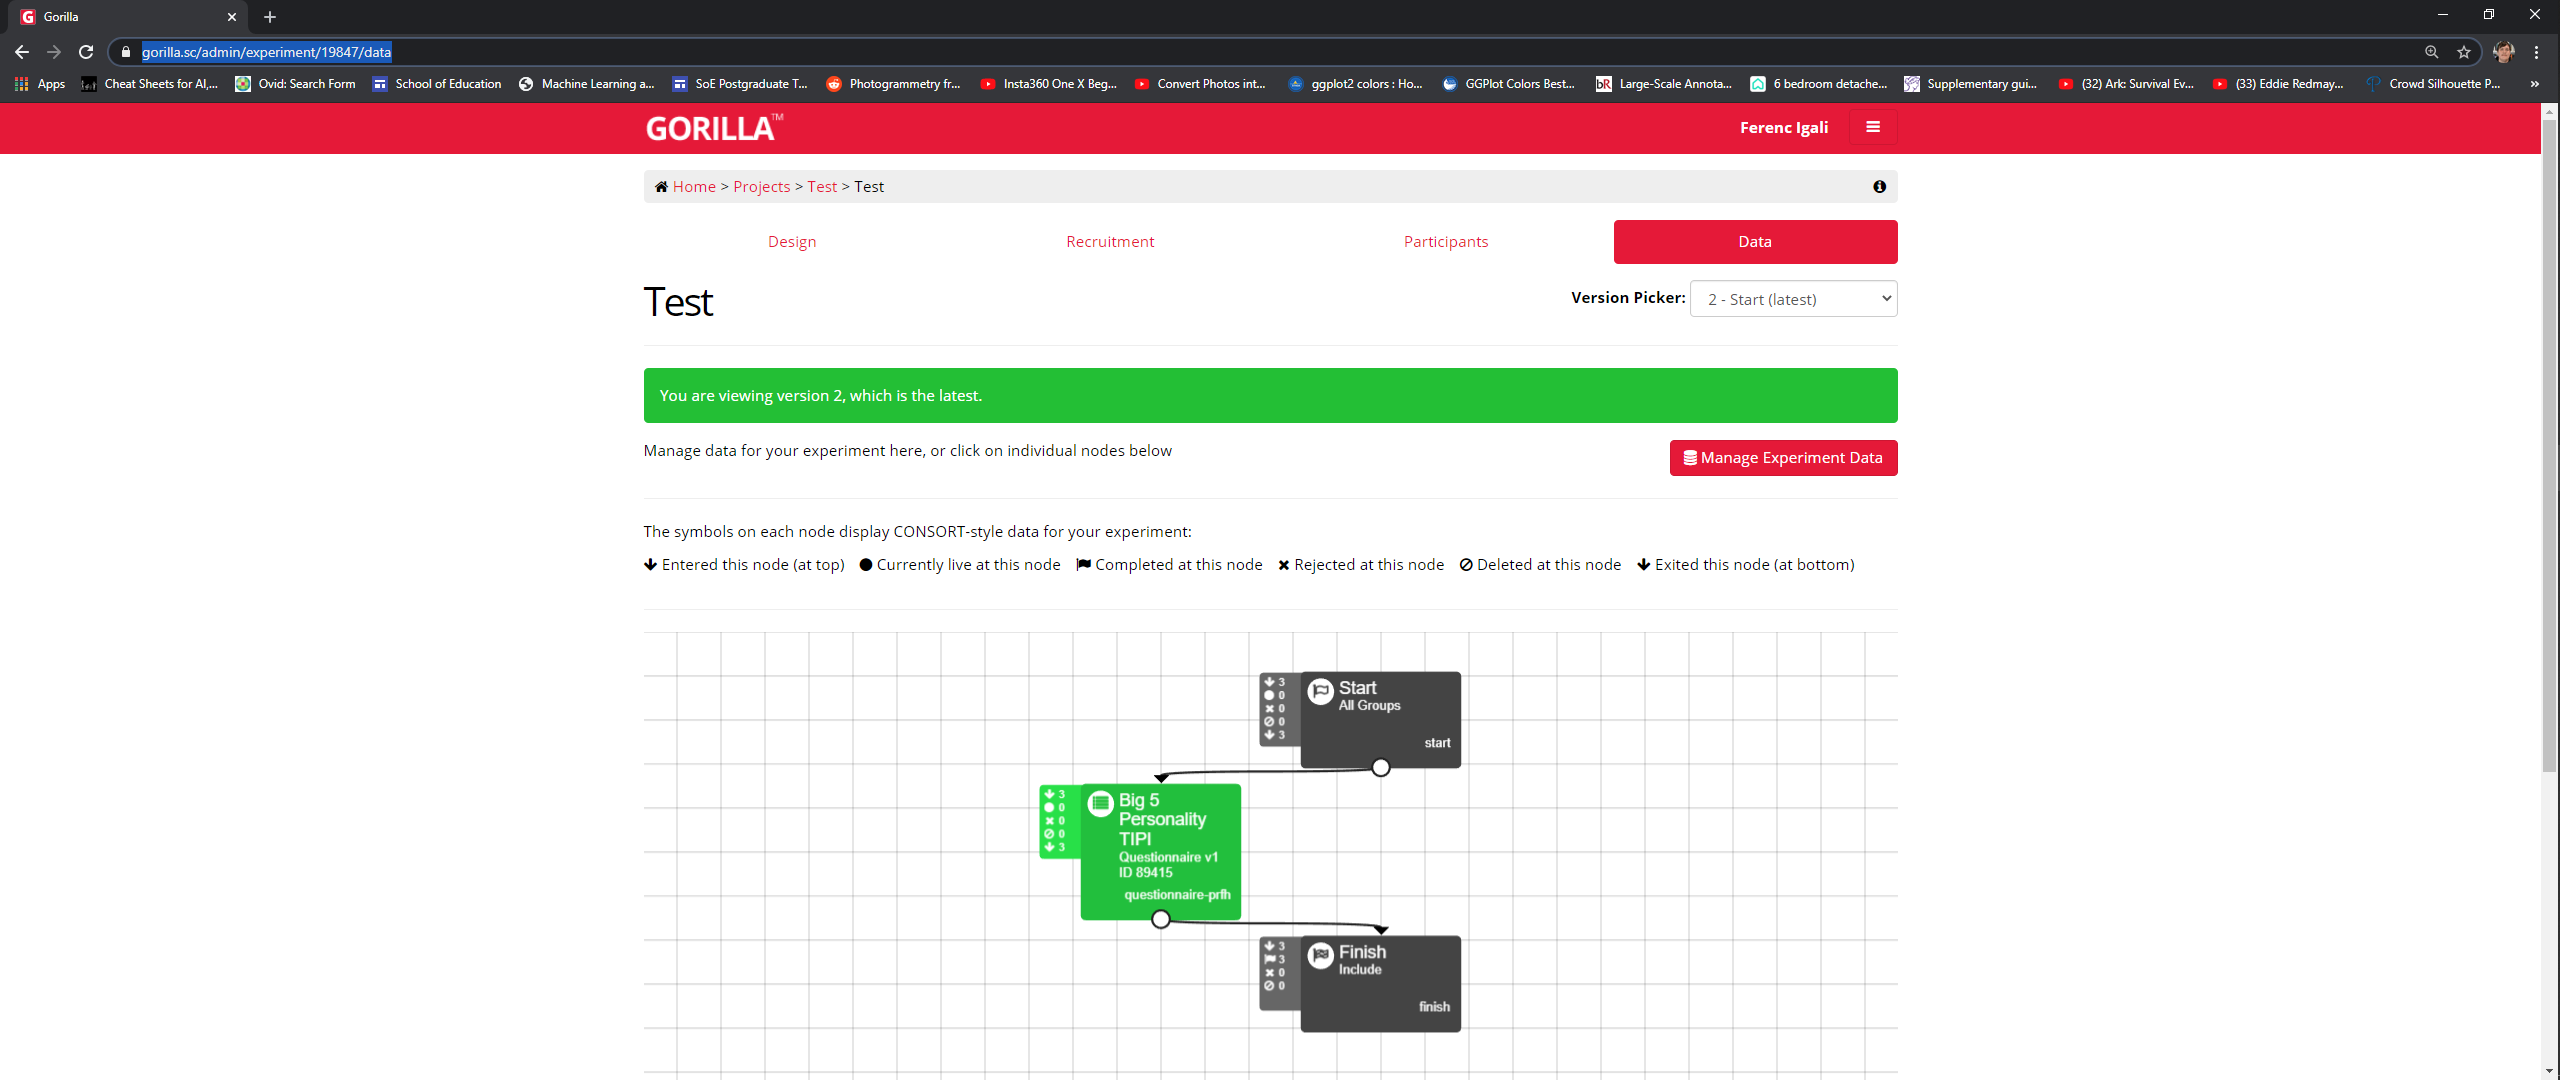 Gorilla
gorilla.sc/admin/experiment/19847/data
Apps
Cheat Sheets for AI,...
Ovid: Search Form
School of Education
Machine Learning a...
SoE Postgraduate T...
Photogrammetry fr...
Insta360 One X Beg...
Convert Photos int...
ggplot2 colors : Ho...
GGPlot Colors Best...
bR
Large-Scale Annota...
6 bedroom detache...
Supplementary gui...
(32) Ark: Survival Ev...
(33) Eddie Redmay...
Crowd Silhouette P...
»
GORILLA™
Ferenc Igali
Home > Projects > Test > Test
Design
Recruitment
Participants
Data
Test
Version Picker:
2 - Start (latest)
You are viewing version 2, which is the latest.
Manage data for your experiment here, or click on individual nodes below
Manage Experiment Data
The symbols on each node display CONSORT-style data for your experiment:
Entered this node (at top) Currently live at this node Completed at this node Rejected at this node Deleted at this node Exited this node (at bottom)
3
0
0
0
3
Start
All Groups
start
3
0
0
0
3
Big 5
Personality
TIPI
Questionnaire v1
ID 89415
questionnaire-prfh
3
3
0
0
Finish
Include
finish